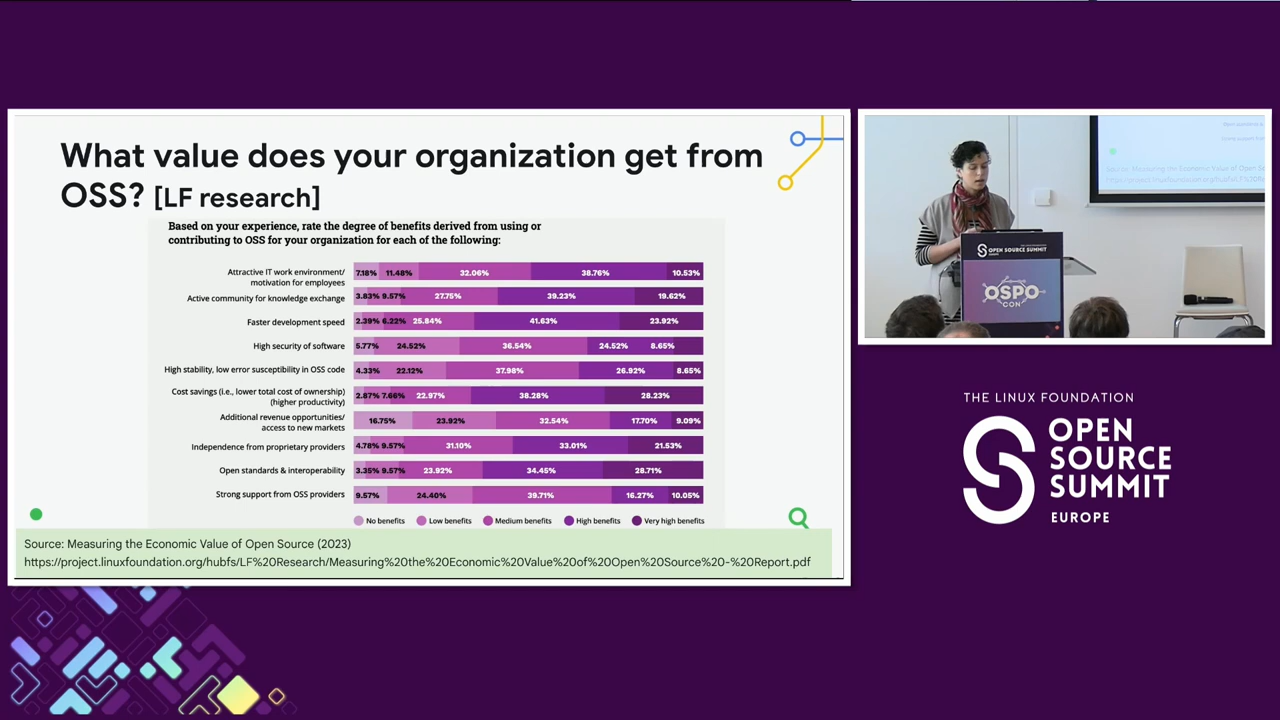 What value does your organization get from
OSS? [LF research]
Based on your experience, rate the degree of benefits derived from using or
contributing to OSS for your organization for each of the following:
Attractive IT work environment/
motivation for employees
7.18% 11.48% 32.06% 38.76% 10.53%
Active community for knowledge exchange 3.83% 9.57% 27.75% 39.23% 19.62%
Faster development speed 2.39% 6.22% 25.84% 41.63% 23.92%
High security of software 5.77% 24.52% 36.54% 24.52% 8.65%
High stability, low error susceptibility in OSS code 4.33% 22.12% 37.98% 26.92% 8.65%
Cost savings (i.e., lower total cost of ownership)
(higher productivity)
2.87% 7.66% 22.97% 38.28% 28.23%
Additional revenue opportunities/
access to new markets
16.75% 23.92% 32.54% 17.70% 9.09%
Independence from proprietary providers 4.78% 9.57% 31.10% 33.01% 21.53%
Open standards & interoperability 3.35% 9.57% 23.92% 34.45% 28.71%
Strong support from OSS providers 9.57% 24.40% 39.71% 16.27% 10.05%
No benefits Low benefits Medium benefits High benefits Very high benefits
Source: Measuring the Economic Value of Open Source (2023)
https://project.linuxfoundation.org/hubfs/LF%20Research/Measuring%20the%20Economic%20Value%20of%20Open%20Source%20-%20Report.pdf
OPEN SOURCE SUMMIT
OSPO
CON
THE LINUX FOUNDATION
OPEN
SOURCE
SUMMIT
EUROPE